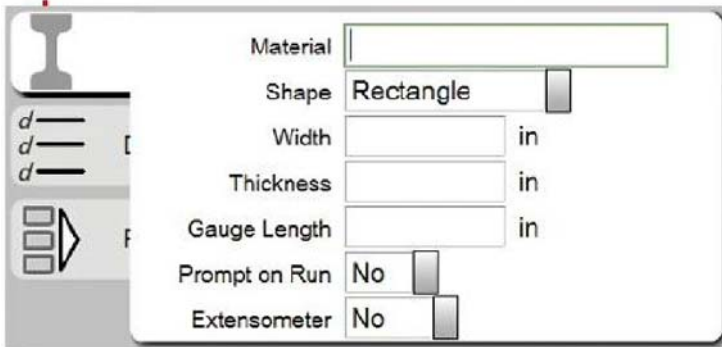 Material
Shape Rectangle
Width in
Thickness in
Gauge Length in
Prompt on Run No
Extensometer No
d
d
d